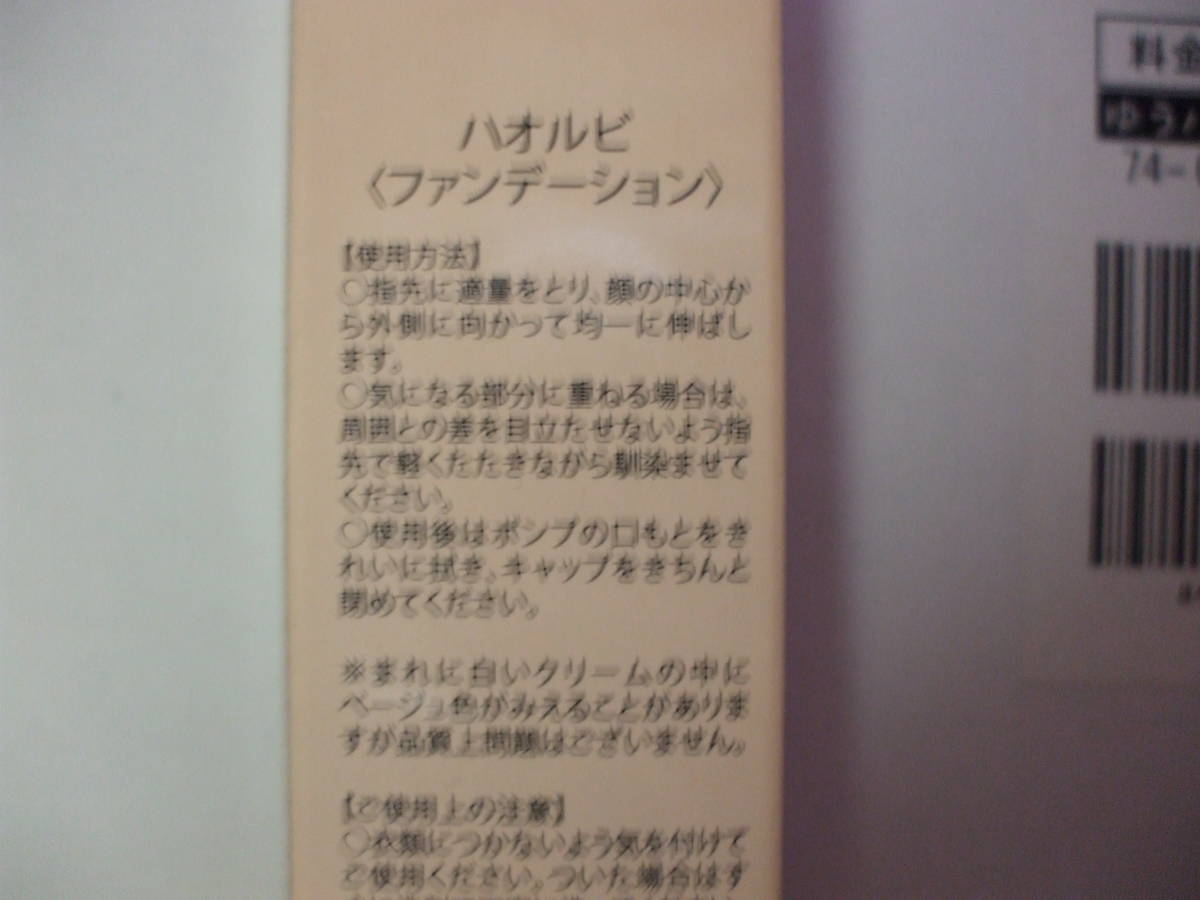 ハオルビ
〈ファンデーション〉
【使用方法】
○指先に適量をとり、顔の中心か
ら外側に向かって均一に伸ばし
ます。
○気になる部分に重ねる場合は、
周囲との差を目立たせないよう指
先で軽くたたきながら馴染ませて
ください。
○使用後はポンプの口もとをき
れいに拭き、キャップをきちんと
閉めてください。
※まれに白いクリームの中に
ベージュ色がみえることがありま
すが品質上問題はございません。
【ご使用上の注意】
○衣類につかないよう気を付けて
ご使用ください。ついた場合はす
料金
ゆう
74-